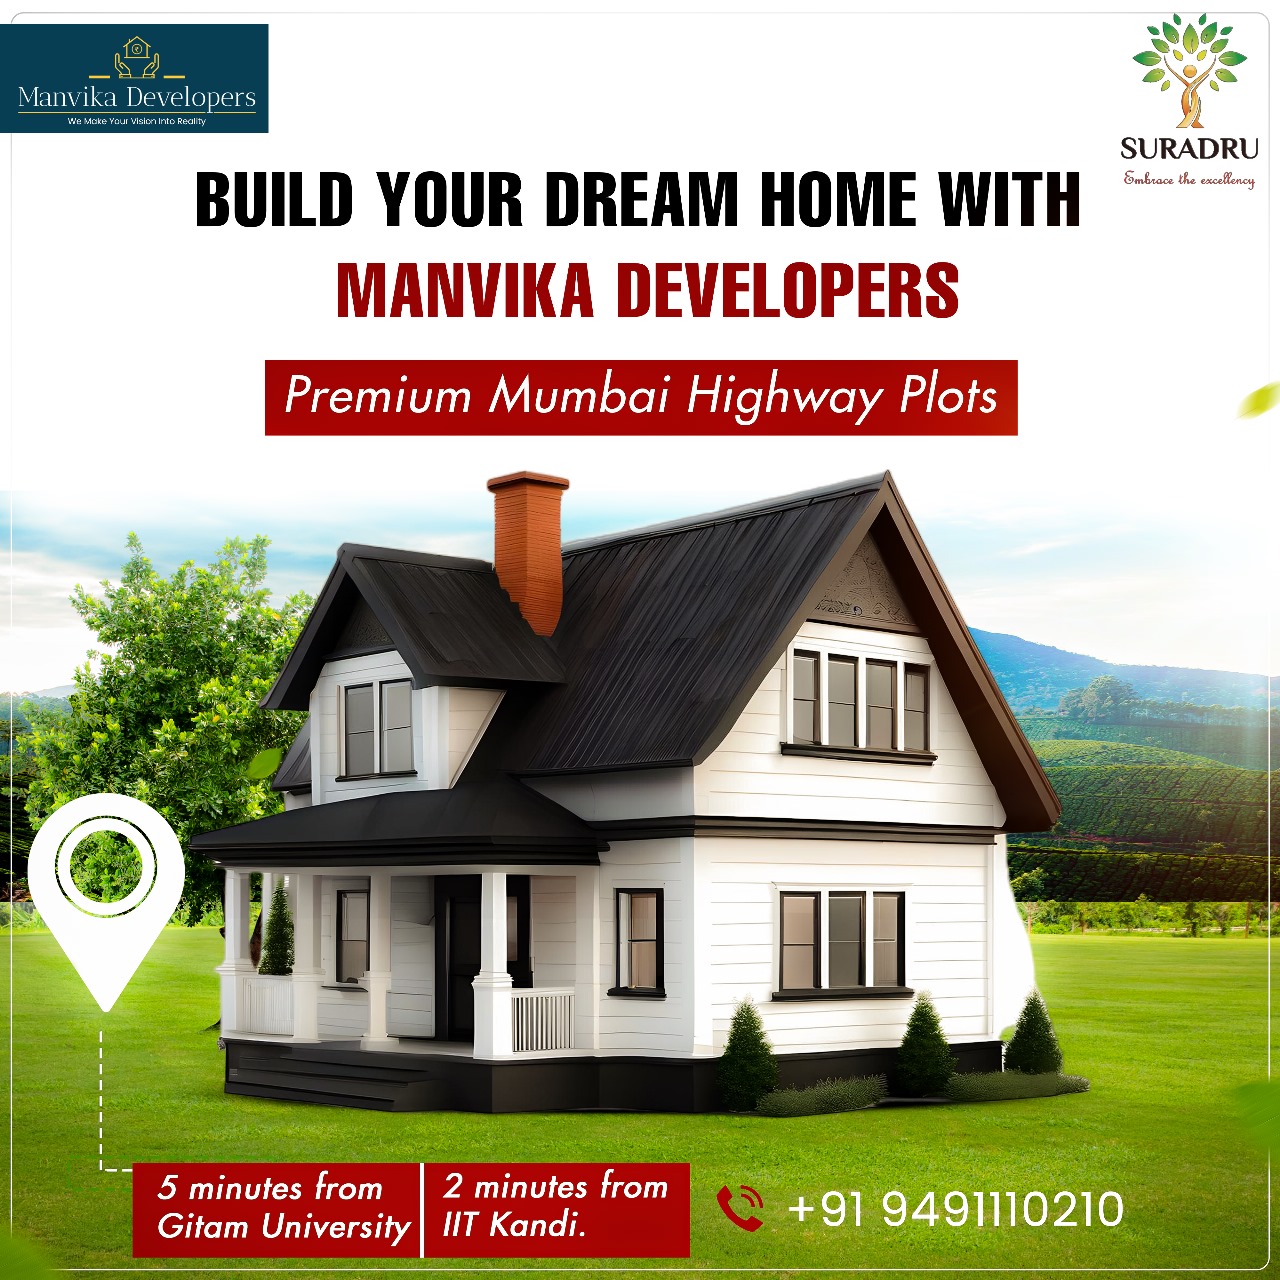 Manvika Developers
We Make Your Vision Into Reality
SURADRU
Embrace the excellency
BUILD YOUR DREAM HOME WITH
MANVIKA DEVELOPERS
Premium Mumbai Highway Plots
5 minutes from
Gitam University
2 minutes from
IIT Kandi.
+91 9491110210